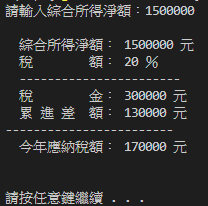 請輸入綜合所得淨額：1500000
綜合所得淨額： 1500000 元
稅 額： 20 ％
-----------------------
稅 金： 300000 元
累 進 差 額： 130000 元
------------------------
今年應納稅額： 170000 元
請按任意鍵繼續 . . .